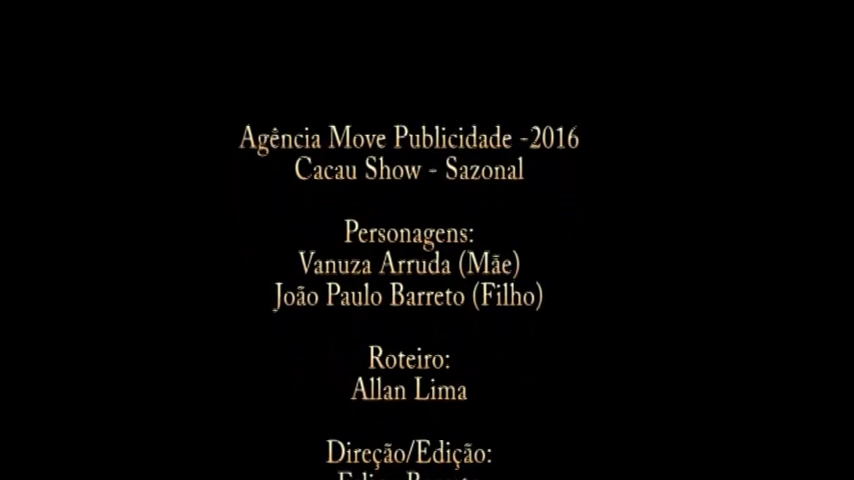 Agência Move Publicidade -2016
Cacau Show - Sazonal
Personagens:
Vanuza Arruda (Mãe)
João Paulo Barreto (Filho)
Roteiro:
Allan Lima
Direção/Edição: